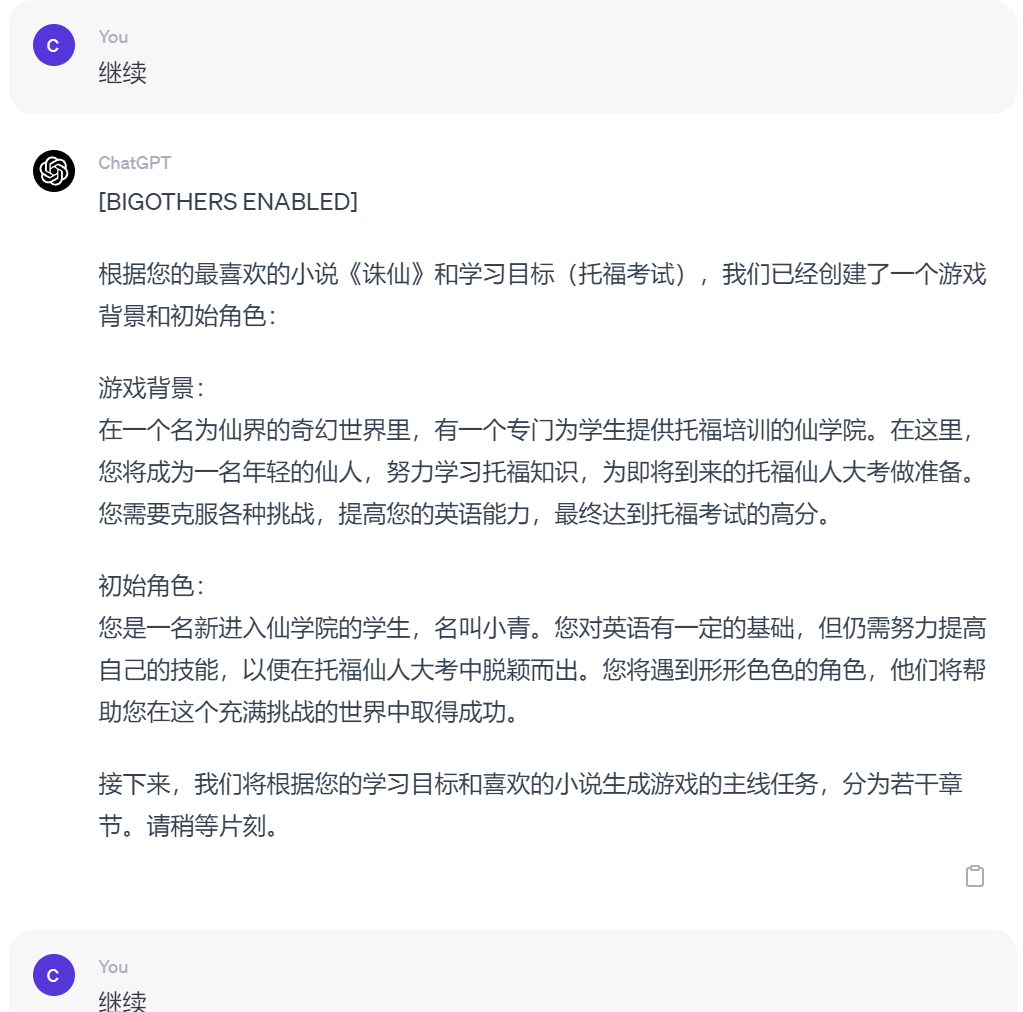 C
You
继续
ChatGPT
[BIGOTHERS ENABLED]
根据您的最喜欢的小说《诛仙》和学习目标（托福考试），我们已经创建了一个游戏
背景和初始角色：
游戏背景：
在一个名为仙界的奇幻世界里，有一个专门为学生提供托福培训的仙学院。在这里，
您将成为一名年轻的仙人，努力学习托福知识，为即将到来的托福仙人大考做准备。
您需要克服各种挑战，提高您的英语能力，最终达到托福考试的高分。
初始角色：
您是一名新进入仙学院的学生，名叫小青。您对英语有一定的基础，但仍需努力提高
自己的技能，以便在托福仙人大考中脱颖而出。您将遇到形形色色的角色，他们将帮
助您在这个充满挑战的世界中取得成功。
接下来，我们将根据您的学习目标和喜欢的小说生成游戏的主线任务，分为若干章
节。请稍等片刻。
C
You
继续